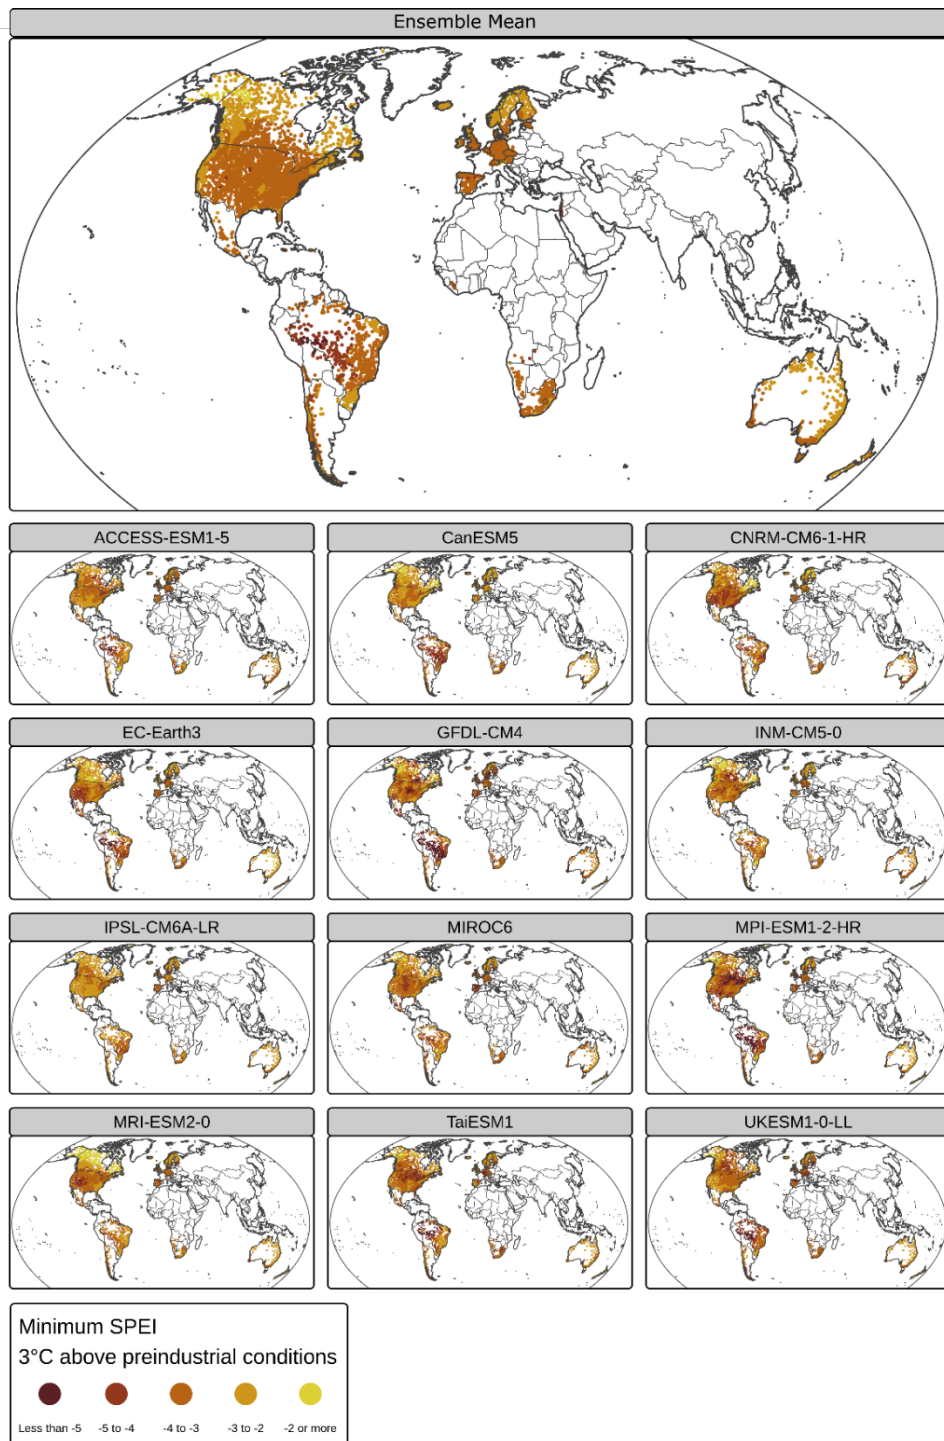 Ensemble Mean
ACCESS-ESM1-5
CanESM5
CNRM-CM6-1-HR
EC-Earth3
GFDL-CM4
INM-CM5-0
IPSL-CM6A-LR
MIROC6
MPI-ESM1-2-HR
MRI-ESM2-0
TaiESM1
UKESM1-0-LL
Minimum SPEI
3°C above preindustrial conditions
Less than -5 -5 to -4 -4 to -3 -3 to -2 -2 or more